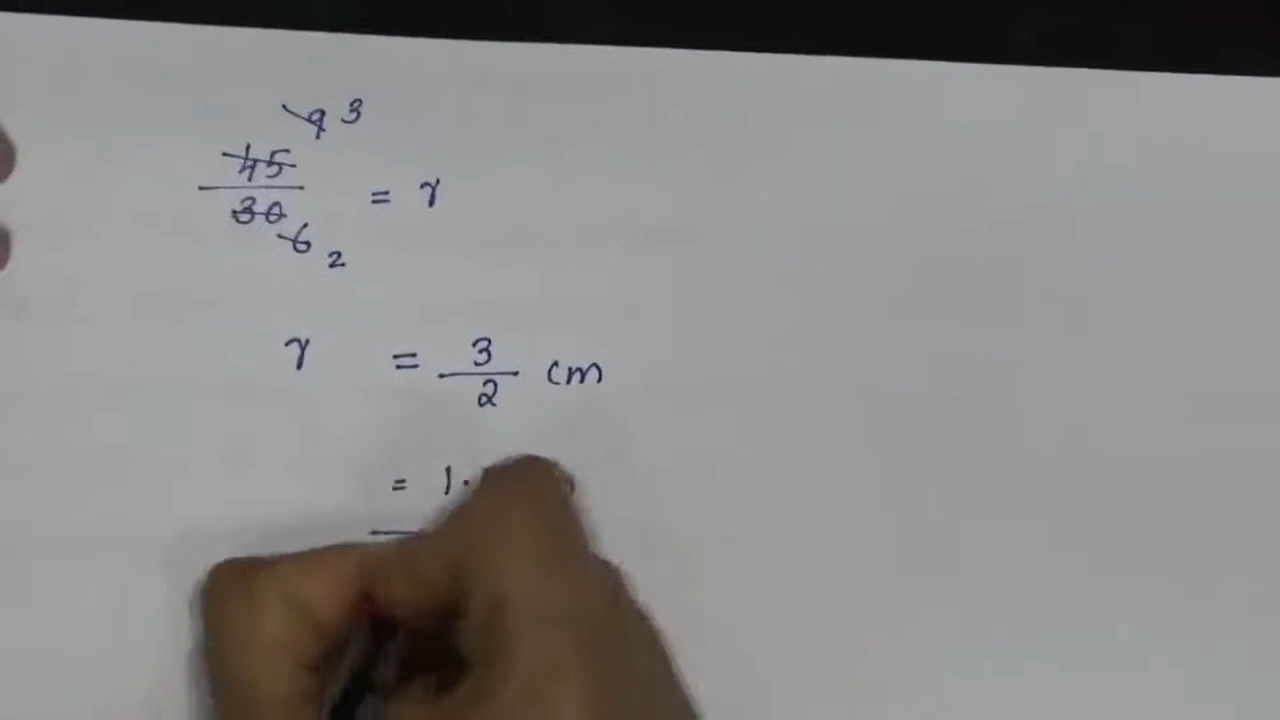 9 3
45
30 = r
6 2
r = 3/2 cm
= 1.